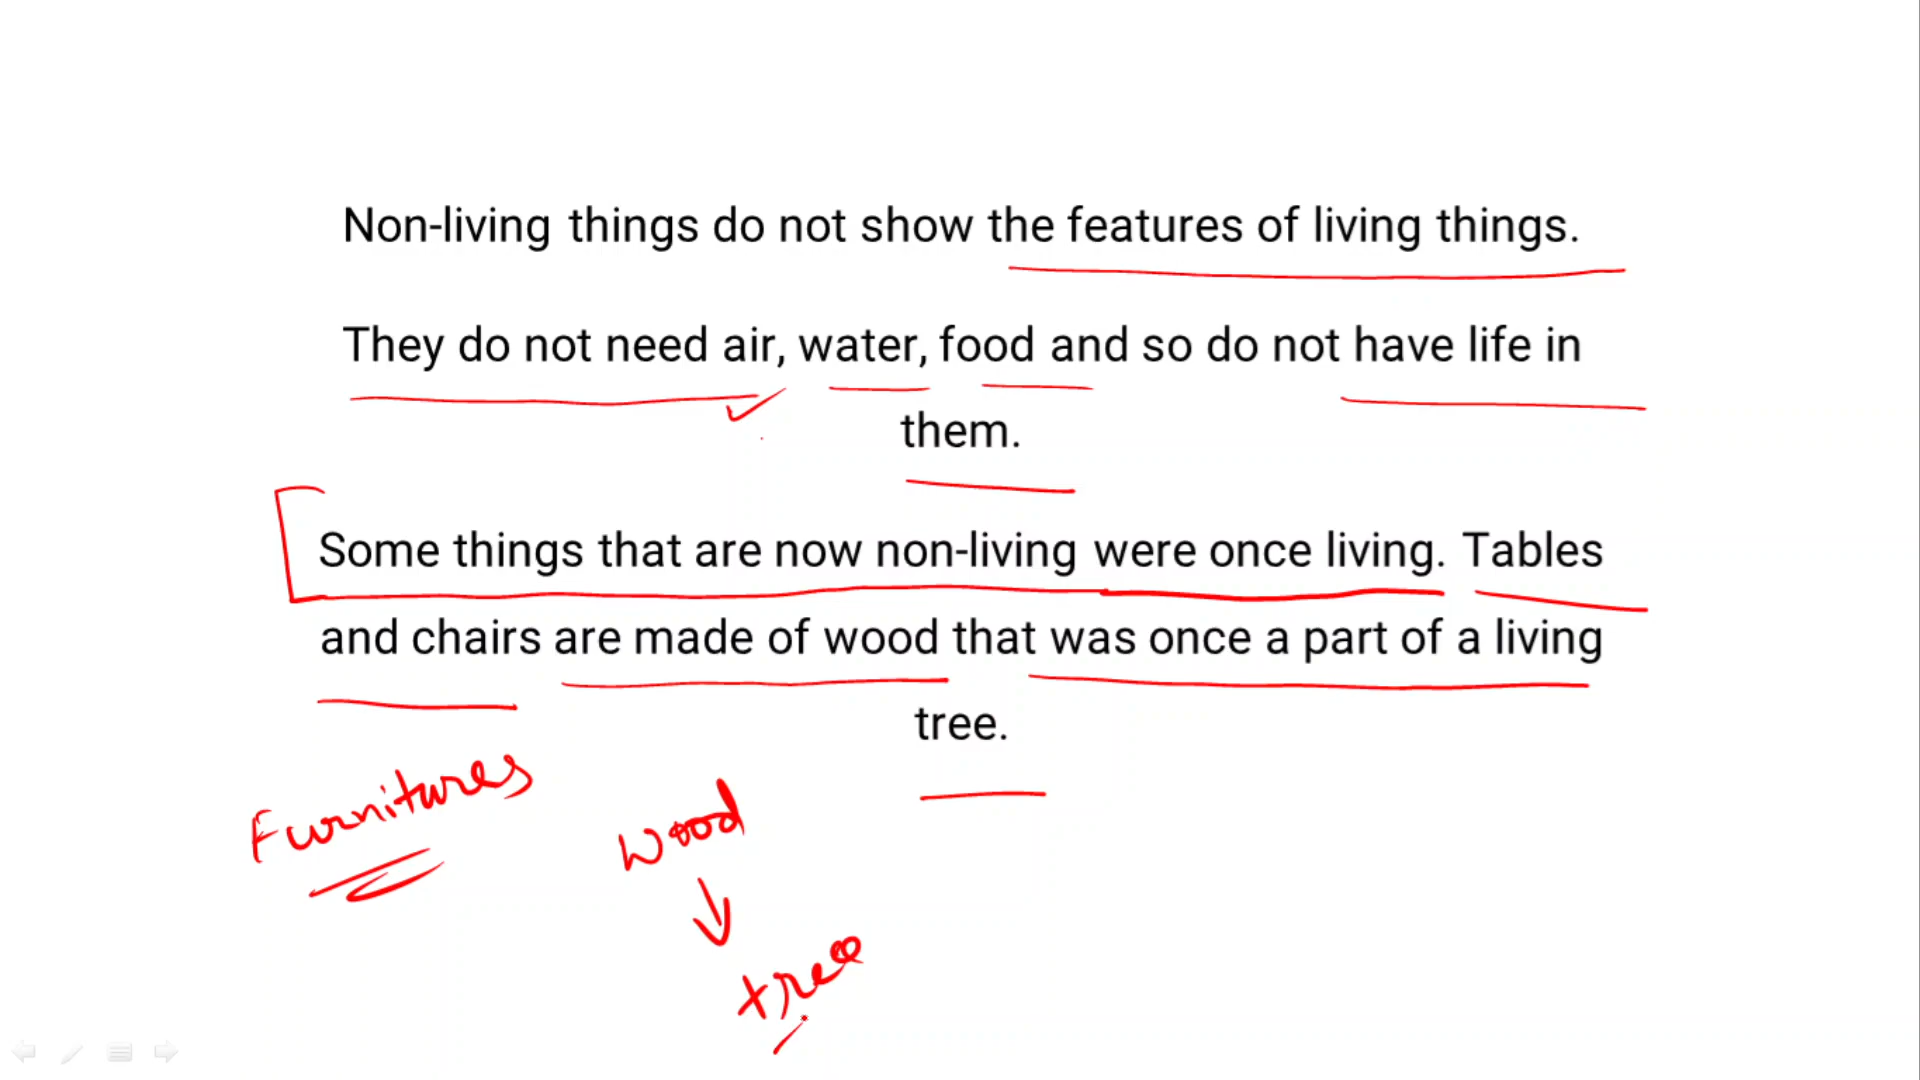 Non-living things do not show the features of living things.
They do not need air, water, food and so do not have life in
them.
Some things that are now non-living were once living. Tables
and chairs are made of wood that was once a part of a living
tree.
Furnitures
wood
tree